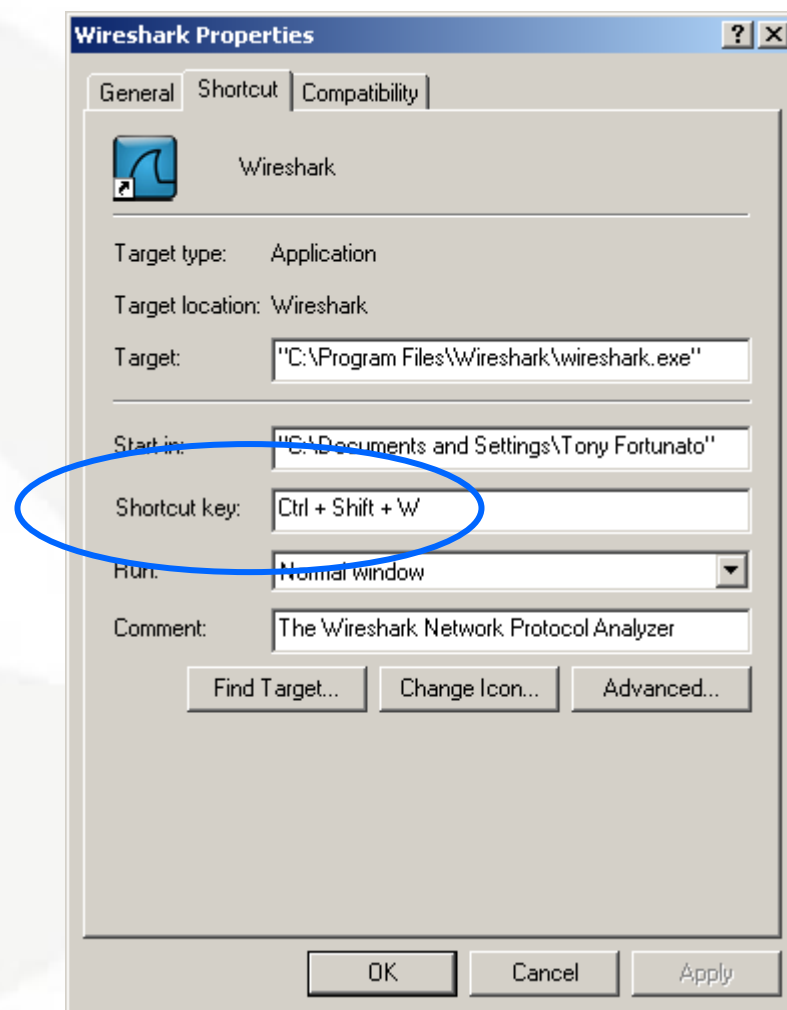 Wireshark Properties
General Shortcut Compatibility
Wireshark
Target type: Application
Target location: Wireshark
Target: "C:\Program Files\Wireshark\wireshark.exe"
Start in: "C:\Documents and Settings\Tony Fortunato"
Shortcut key: Ctrl + Shift + W
Run: Normal window
Comment: The Wireshark Network Protocol Analyzer
Find Target... Change Icon... Advanced...
OK Cancel Apply